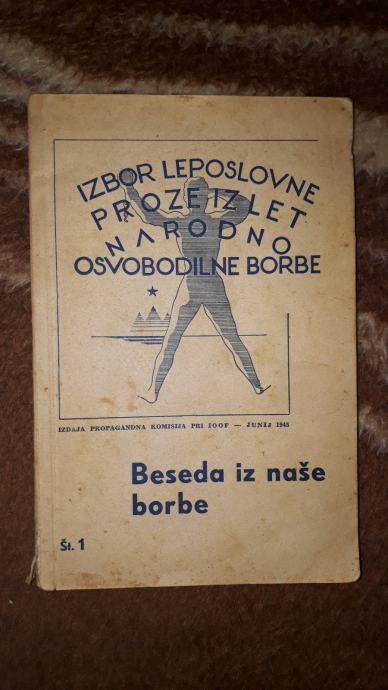 IZBOR LEPOSLOVNE
PROZE IZ LET
NARODNO
OSVOBODILNE BORBE
IZDAJA PROPAGANDNA KOMISIJA PRI IOOF — JUNIJ 1945
Beseda iz naše
borbe
Št. 1